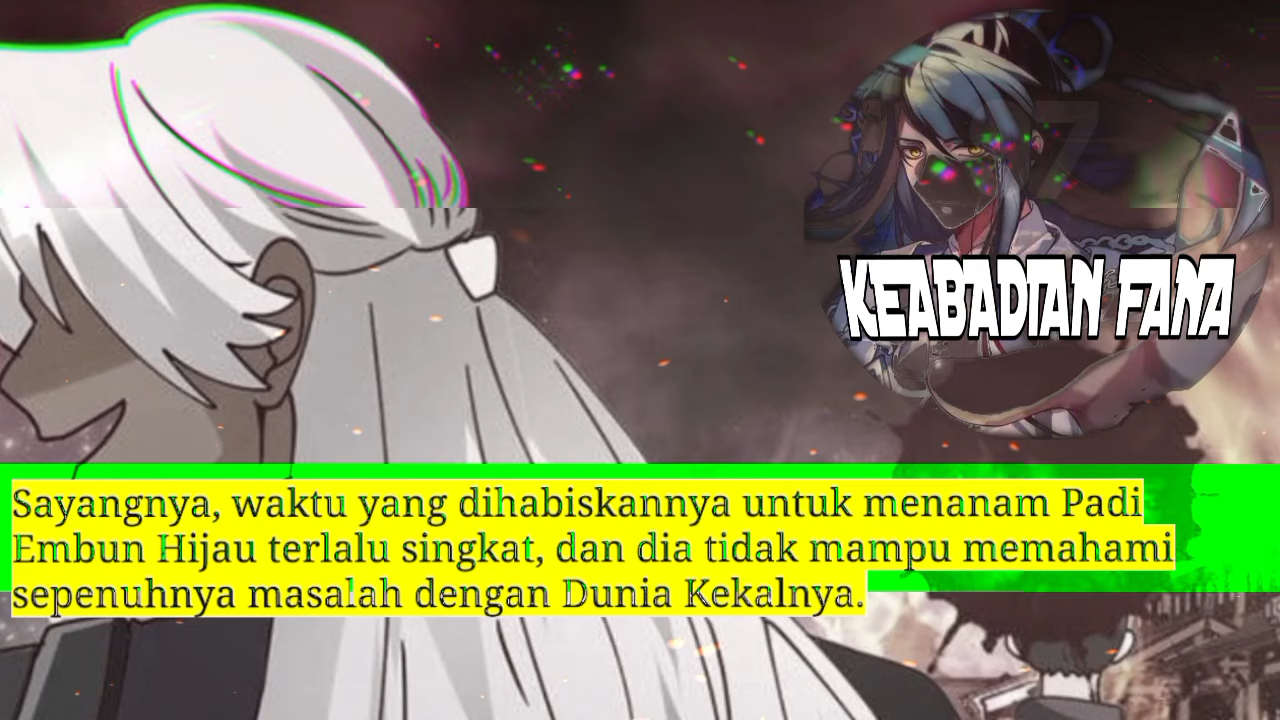 KEABADIAN FANA
Sayangnya, waktu yang dihabiskannya untuk menanam Padi
Embun Hijau terlalu singkat, dan dia tidak mampu memahami
sepenuhnya masalah dengan Dunia Kekalnya.